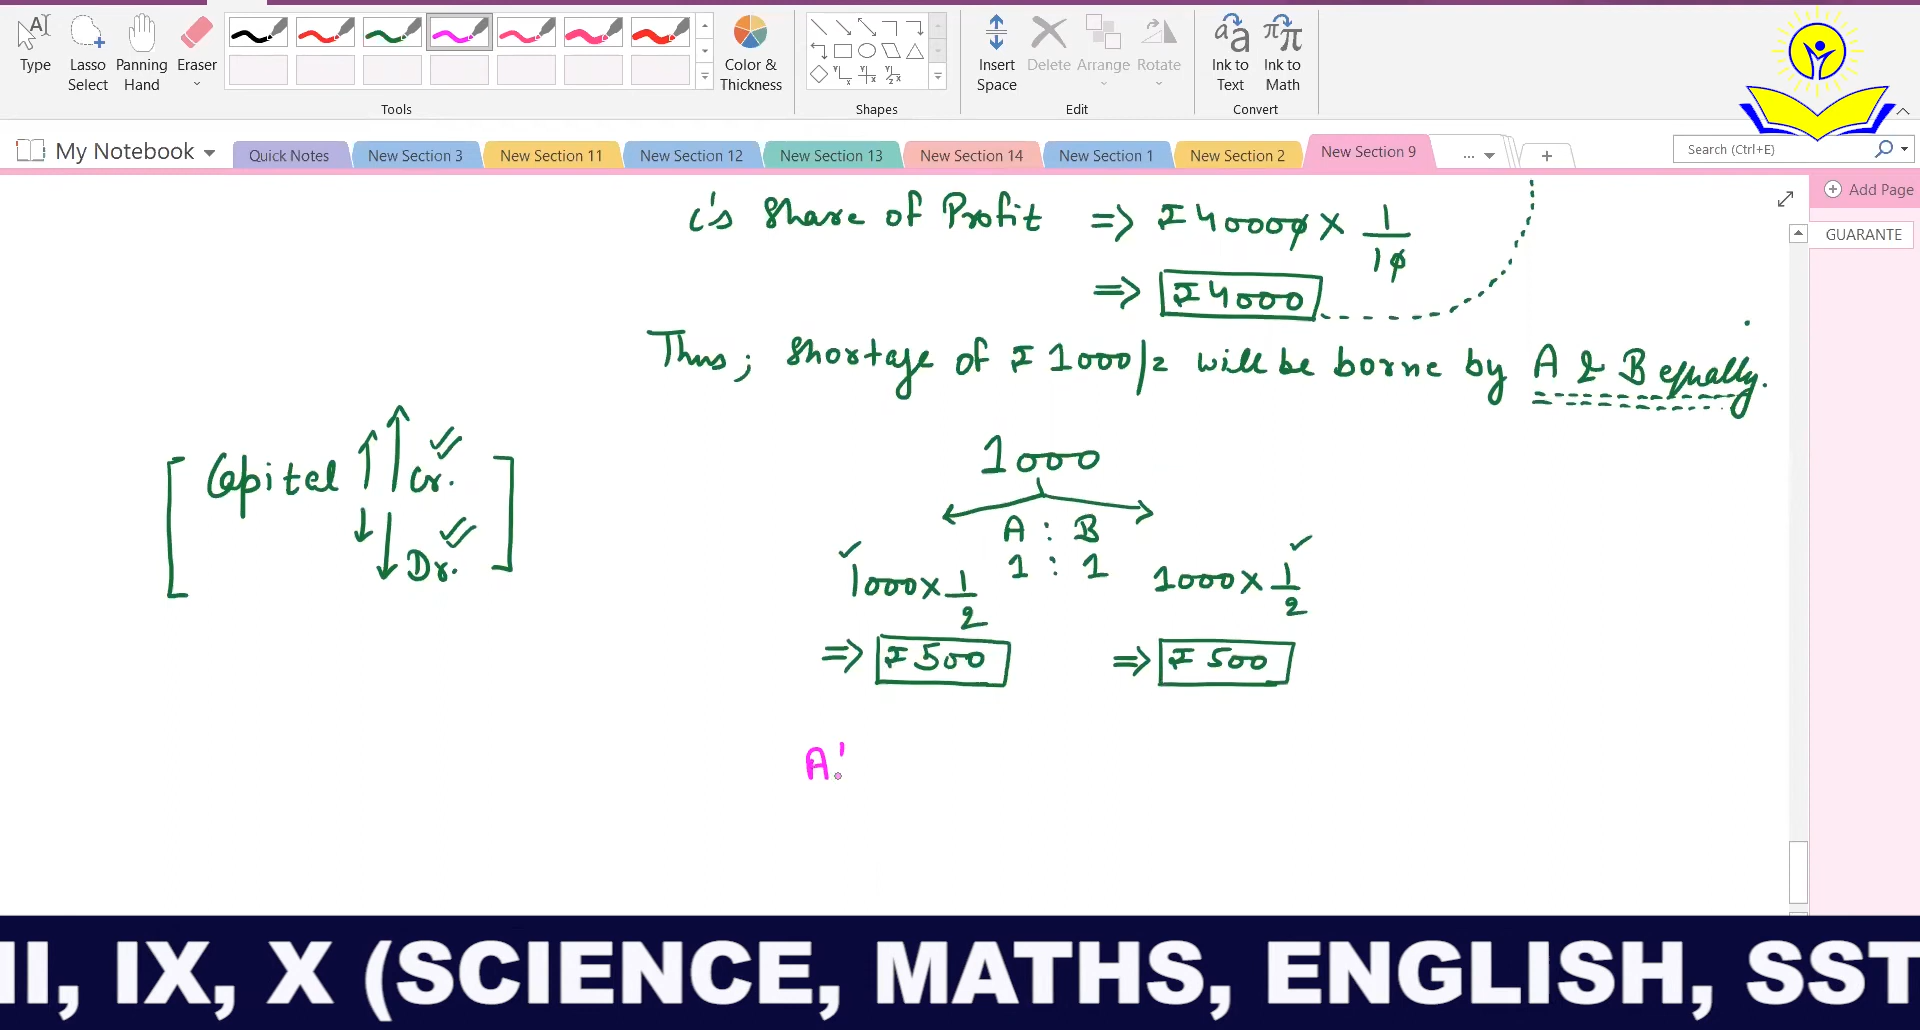 Type
Lasso Select
Panning Hand
Eraser
Tools
Color & Thickness
Shapes
Insert Space
Delete
Arrange
Rotate
Edit
Ink to Text
Ink to Math
Convert
My Notebook
Quick Notes
New Section 3
New Section 11
New Section 12
New Section 13
New Section 14
New Section 1
New Section 2
New Section 9
...
Search (Ctrl+E)
Add Page
GUARANTE
C's Share of Profit => ₹ 40000 × 1/10
=> ₹ 4000
Thus; Shortage of ₹ 1000/- will be borne by A & B equally.
[ Capital ↑↑ Cr. ]
↓↓ Dr.
1000
A : B
1 : 1
1000 × 1/2
1000 × 1/2
=> ₹ 500
=> ₹ 500
A'
II, IX, X (SCIENCE, MATHS, ENGLISH, SST